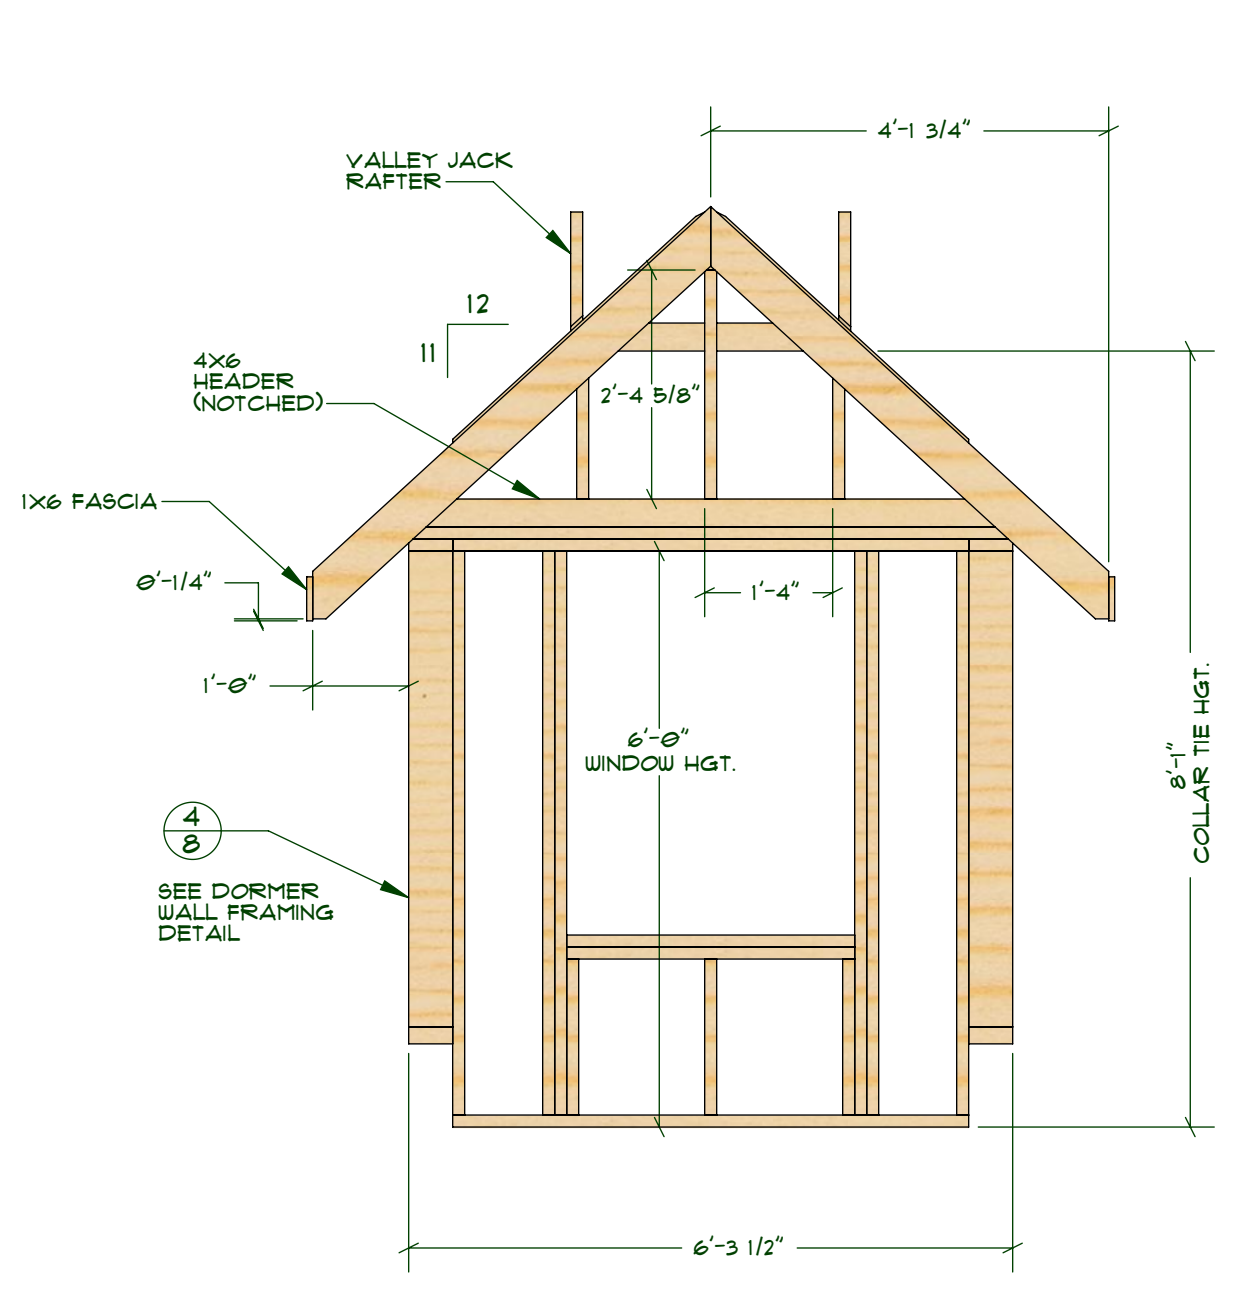 4'-1 3/4"
VALLEY JACK
RAFTER
12
11
4X6
HEADER
(NOTCHED)
2'-4 5/8"
1X6 FASCIA
0'-1/4"
1'-4"
1'-0"
6'-0"
WINDOW HGT.
8'-1"
COLLAR TIE HGT.
4
8
SEE DORMER
WALL FRAMING
DETAIL
6'-3 1/2"